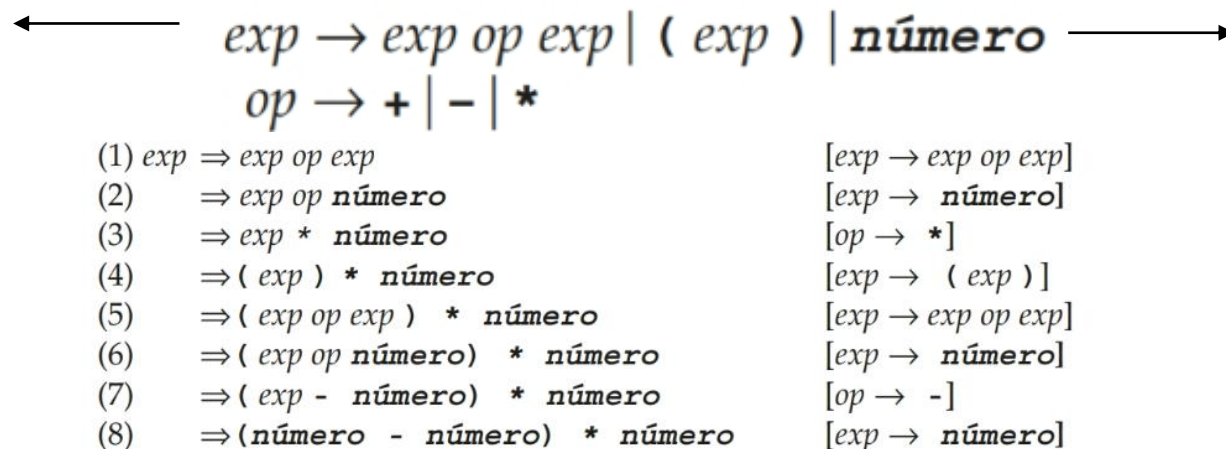 exp → exp op exp | ( exp ) | número
op → + | - | *
(1) exp ⇒ exp op exp [exp → exp op exp]
(2) ⇒ exp op número [exp → número]
(3) ⇒ exp * número [op → *]
(4) ⇒ ( exp ) * número [exp → ( exp )]
(5) ⇒ ( exp op exp ) * número [exp → exp op exp]
(6) ⇒ ( exp op número) * número [exp → número]
(7) ⇒ ( exp - número) * número [op → -]
(8) ⇒ (número - número) * número [exp → número]